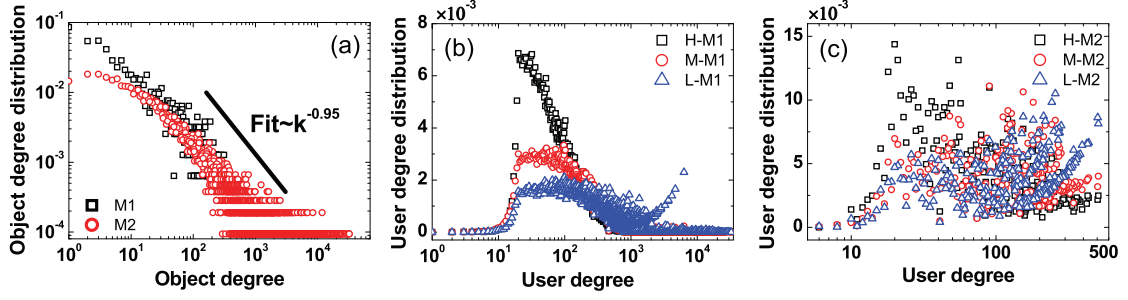 (a)
Object degree distribution
10^-1
10^-2
10^-3
10^-4
Fit~k^-0.95
M1
M2
10^0 10^1 10^2 10^3 10^4
Object degree
(b)
×10^-3
User degree distribution
8
6
4
2
0
H-M1
M-M1
L-M1
10^0 10^1 10^2 10^3 10^4
User degree
(c)
×10^-3
User degree distribution
15
10
5
0
H-M2
M-M2
L-M2
10 100 500
User degree